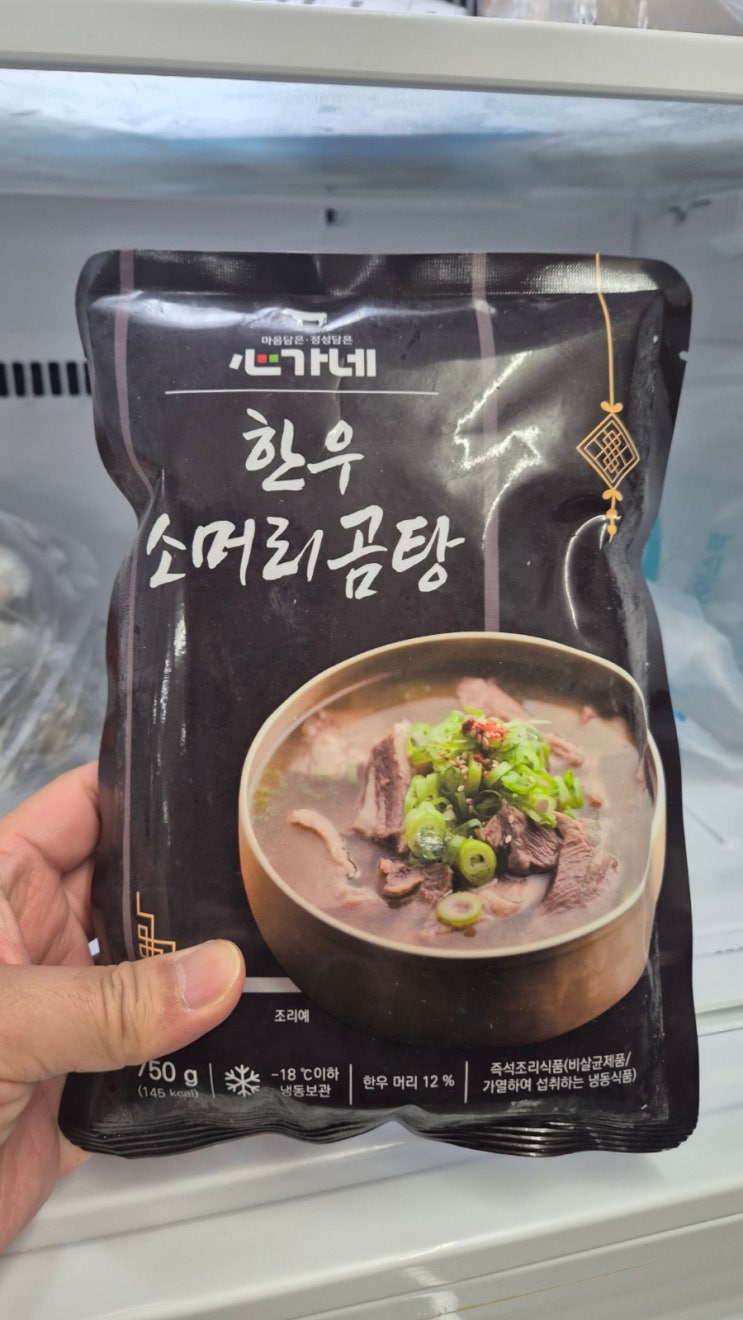 마음담은·정성담은
心가네
한우
소머리곰탕
조리예
750 g
(145 kcal)
-18 ℃이하
냉동보관
한우 머리 12 %
즉석조리식품(비살균제품/
가열하여 섭취하는 냉동식품)